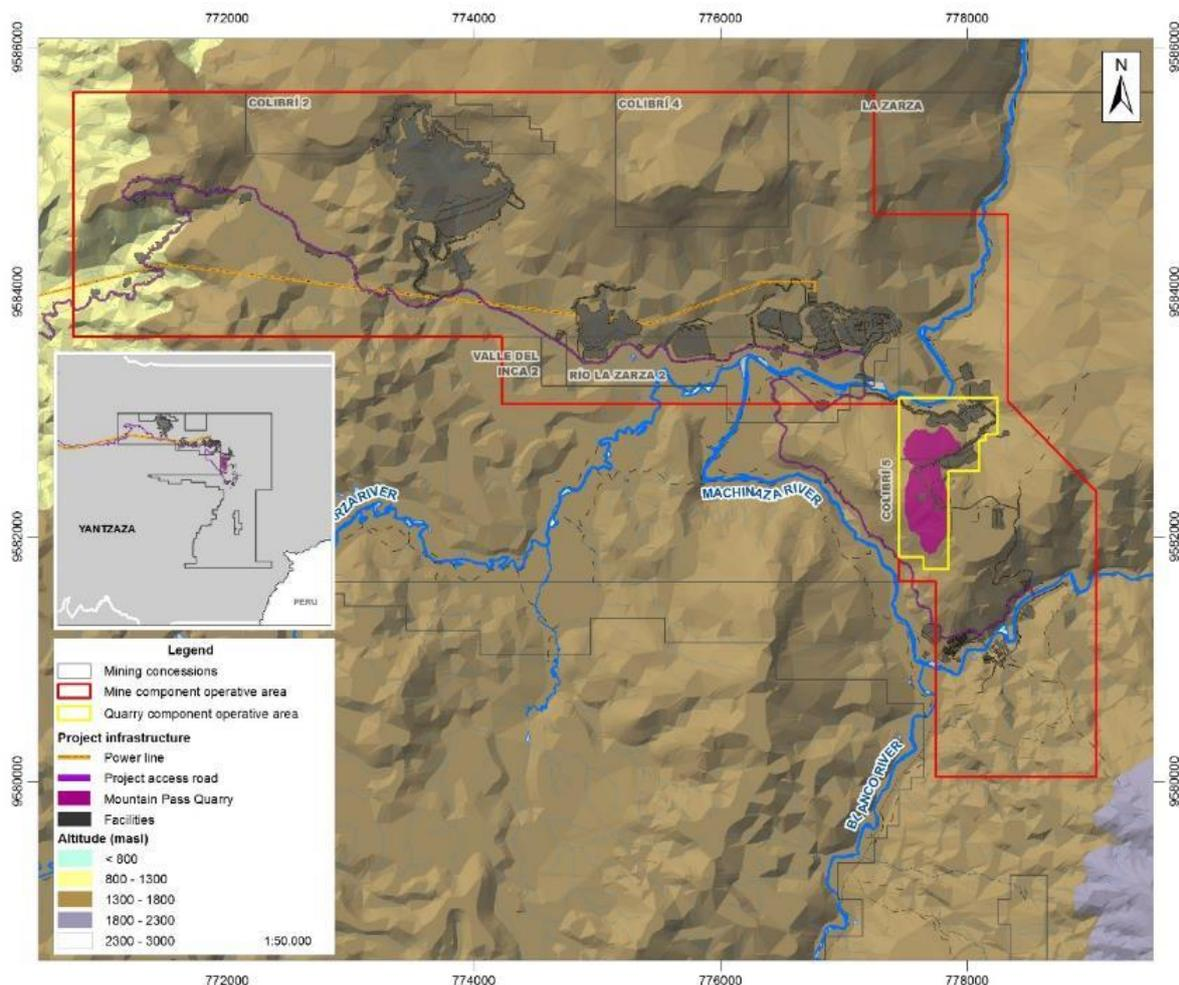 772000 774000 776000 778000
9586000 9586000
N
COLIBRÍ 2 COLIBRÍ 4 LA ZARZA
9584000 9584000
VALLE DEL
INCA 2
RÍO LA ZARZA 2
COLIBRÍ 5
MACHINAZA RIVER
RZA RIVER
9582000
YANTZAZA
PERU
BLANCO RIVER
9580000
Legend
Mining concessions
Mine component operative area
Quarry component operative area
Project infrastructure
Power line
Project access road
Mountain Pass Quarry
Facilities
Altitude (masl)
< 800
800 - 1300
1300 - 1800
1800 - 2300
2300 - 3000
1:50.000
772000 774000 776000 778000